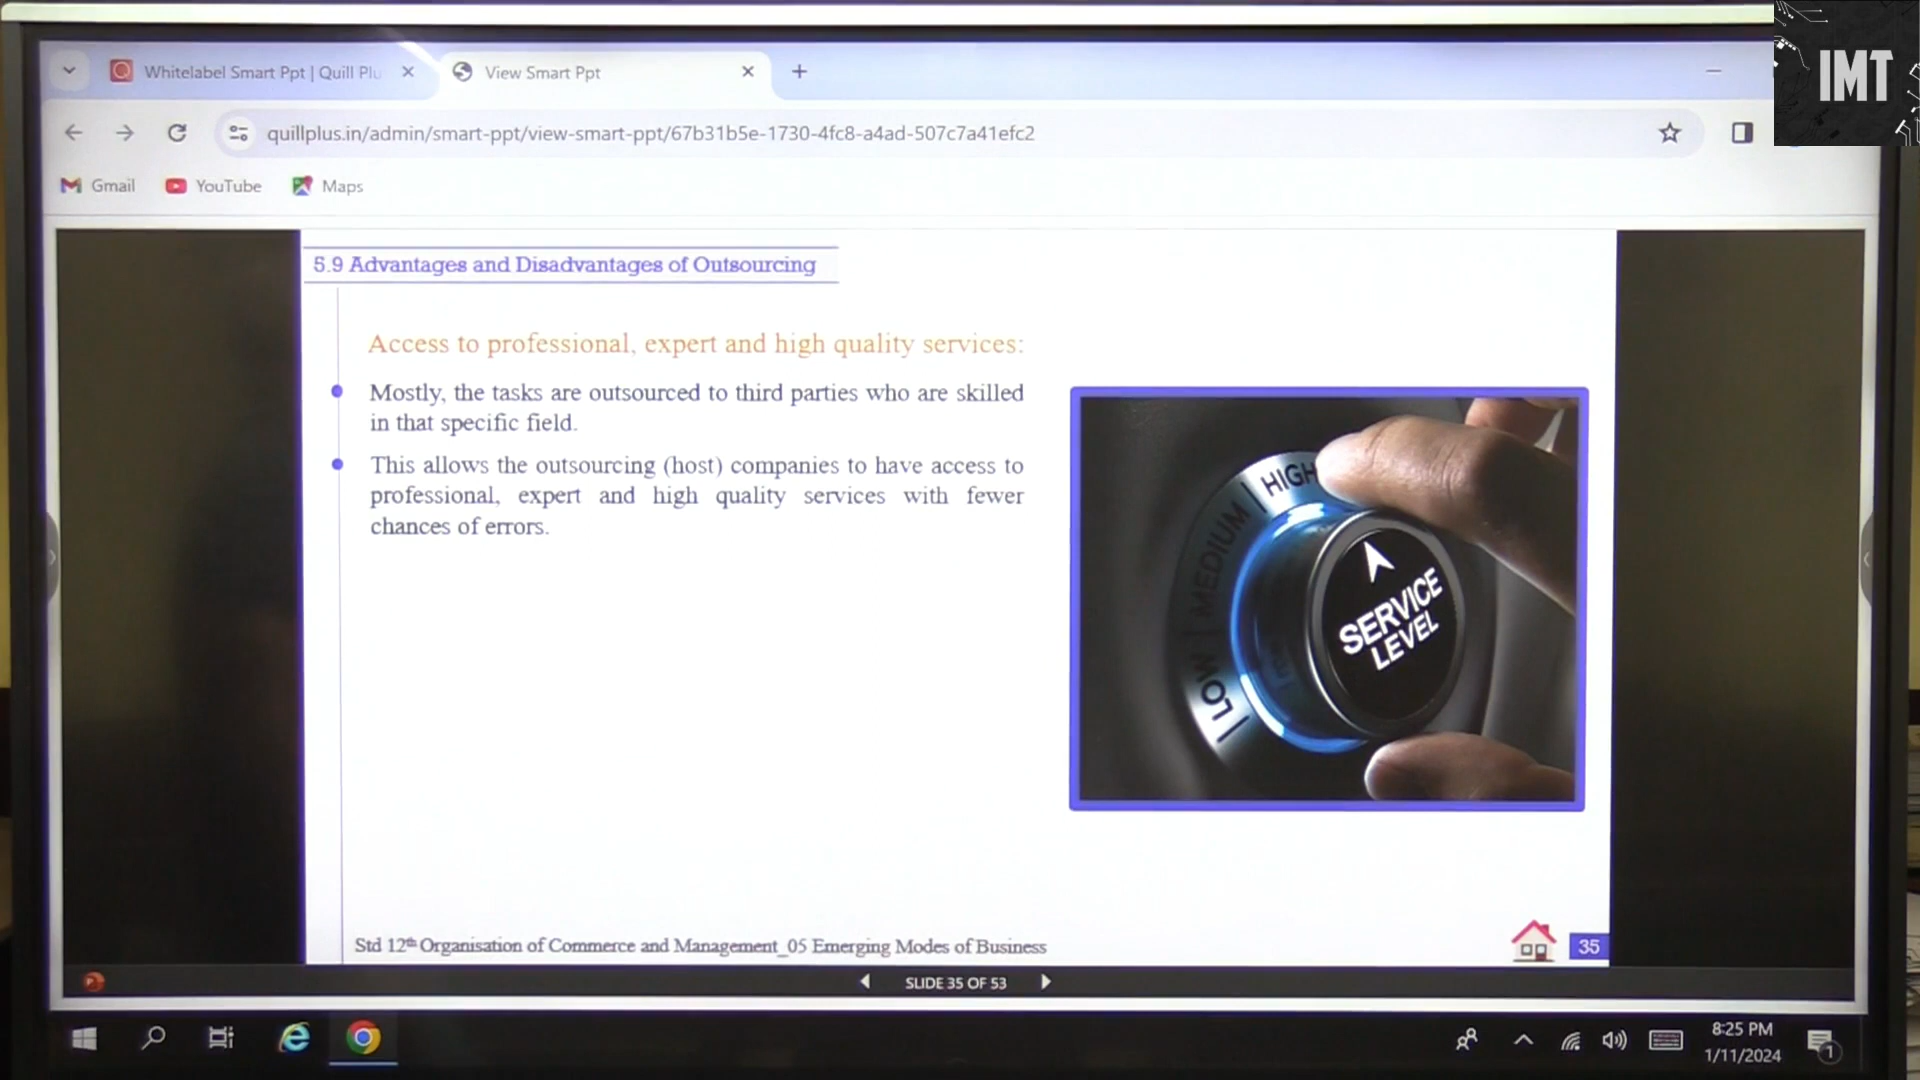 IMT
Whitelabel Smart Ppt | Quill Plu
View Smart Ppt
quillplus.in/admin/smart-ppt/view-smart-ppt/67b31b5e-1730-4fc8-a4ad-507c7a41efc2
Gmail
YouTube
Maps
5.9 Advantages and Disadvantages of Outsourcing
Access to professional, expert and high quality services:
Mostly, the tasks are outsourced to third parties who are skilled
in that specific field.
This allows the outsourcing (host) companies to have access to
professional, expert and high quality services with fewer
chances of errors.
LOW | MEDIUM | HIGH
SERVICE
LEVEL
Std 12th Organisation of Commerce and Management_05 Emerging Modes of Business
35
SLIDE 35 OF 53
8:25 PM
1/11/2024
1